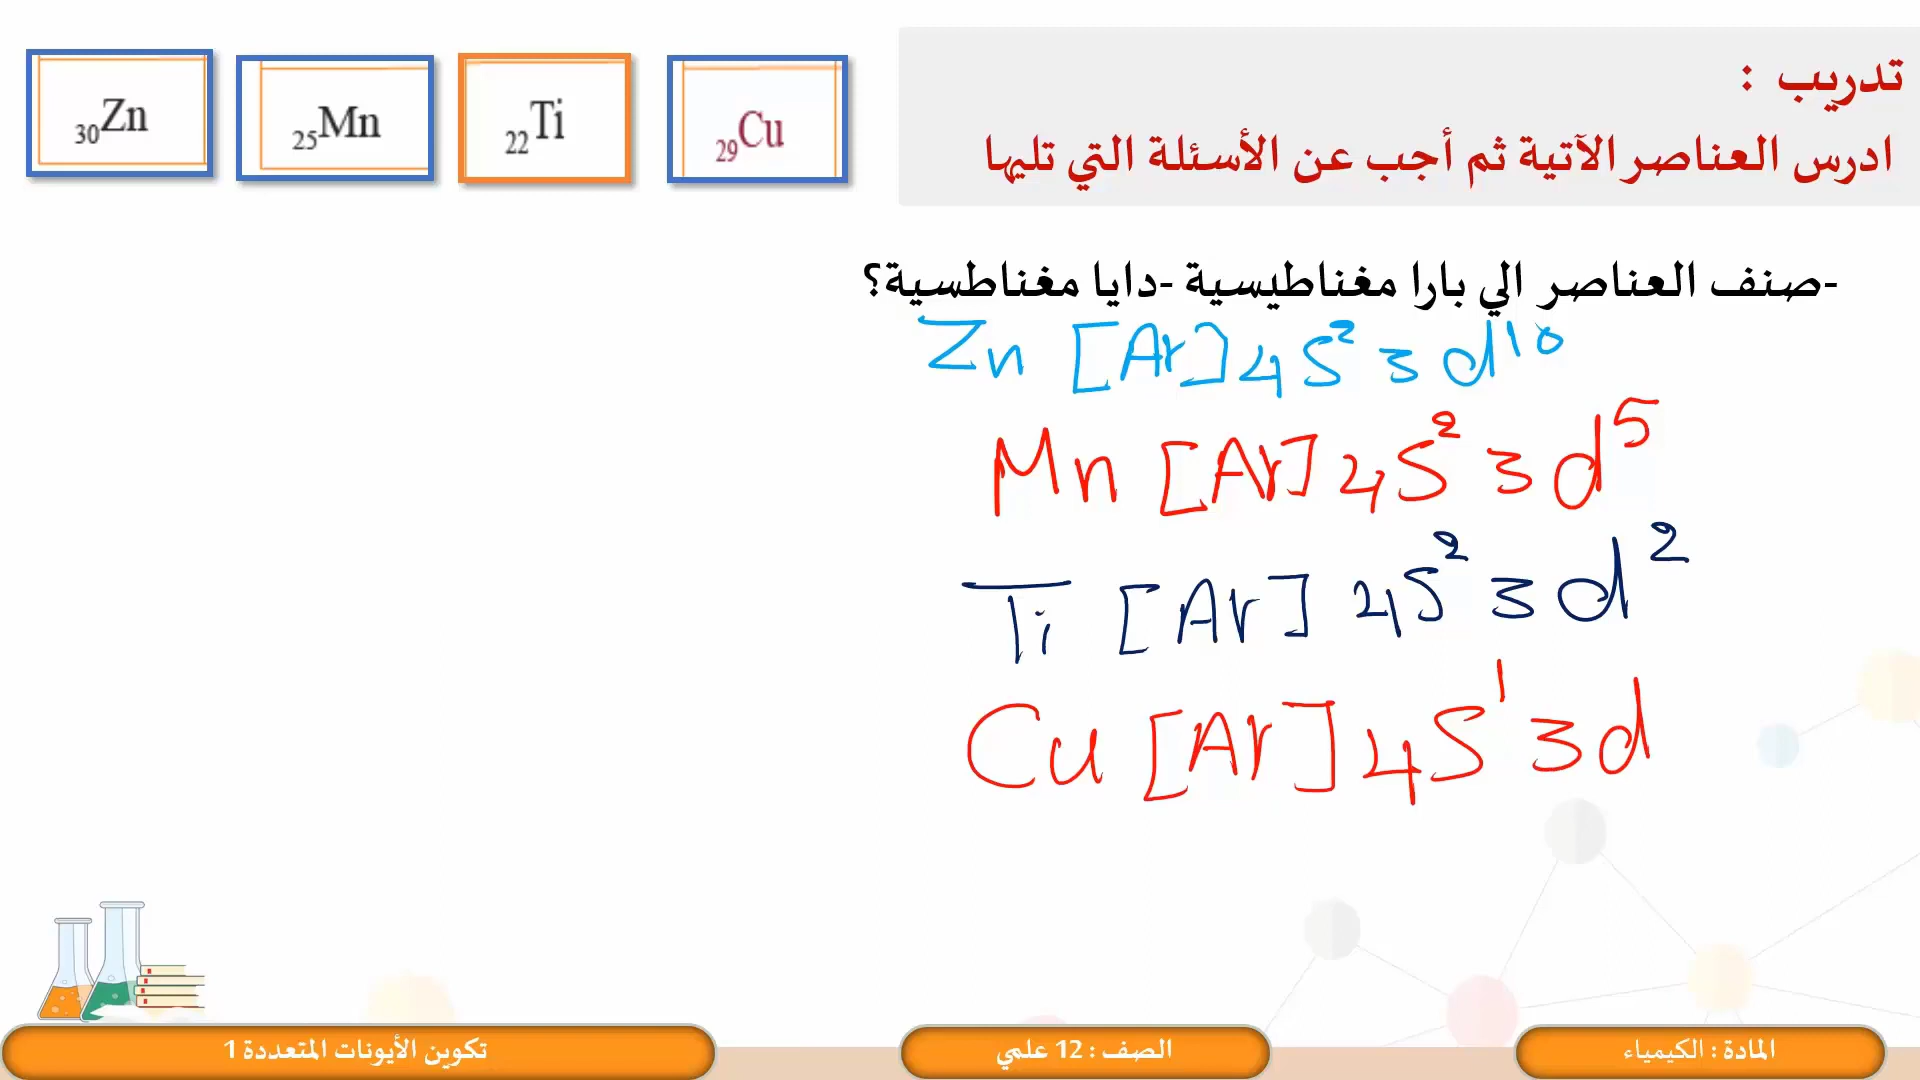 تدريب :
ادرس العناصر الآتية ثم أجب عن الأسئلة التي تليها
30Zn
25Mn
22Ti
29Cu
-صنف العناصر الي بارا مغناطيسية -دايا مغناطسية؟
Zn [Ar] 4s² 3d¹⁰
Mn [Ar] 4s² 3d⁵
Ti [Ar] 4s² 3d²
Cu [Ar] 4s¹ 3d
المادة : الكيمياء
الصف : 12 علمي
تكوين الأيونات المتعددة 1